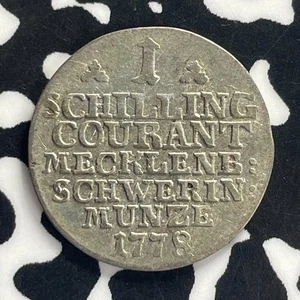 1
SCHILLING
COURANT
MECKLENB:
SCHWERIN
MUNZE
1778